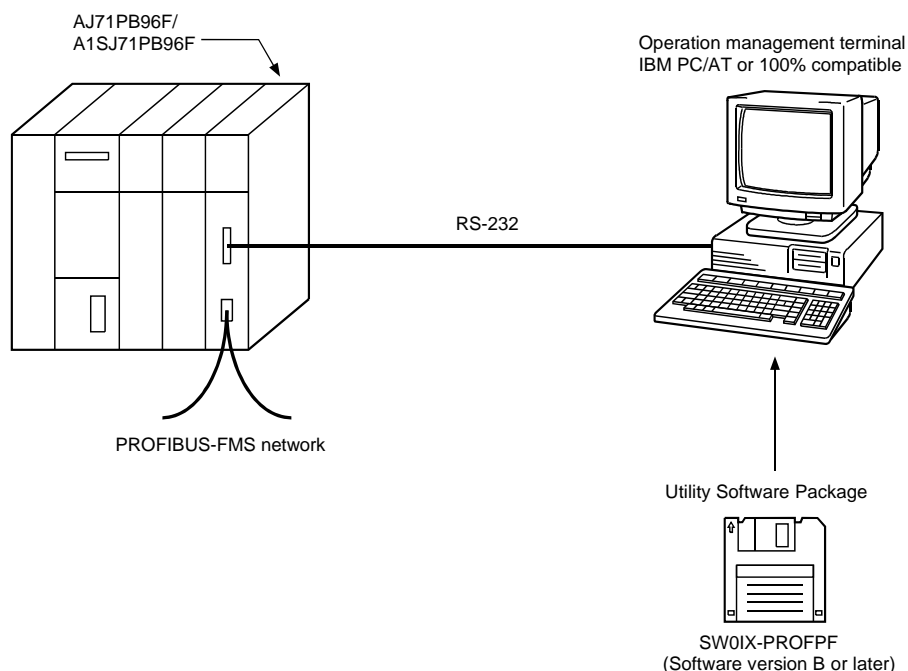 AJ71PB96F/
A1SJ71PB96F
Operation management terminal
IBM PC/AT or 100% compatible
RS-232
PROFIBUS-FMS network
Utility Software Package
SW0IX-PROFPF
(Software version B or later)